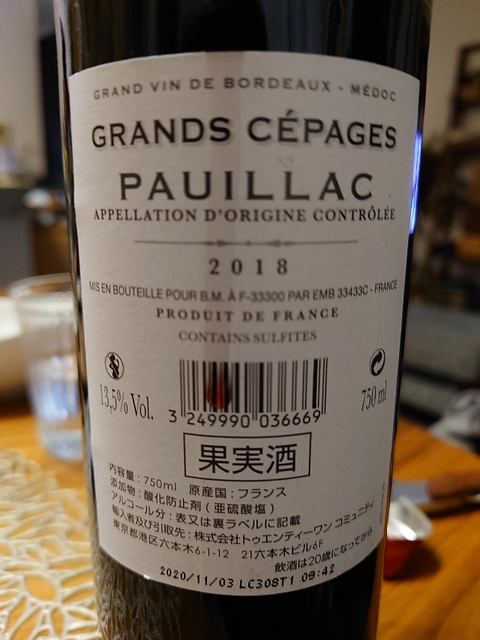 GRAND VIN DE BORDEAUX - MÉDOC
GRANDS CÉPAGES
PAUILLAC
APPELLATION D'ORIGINE CONTRÔLÉE
2018
MIS EN BOUTEILLE POUR B.M. À F-33300 PAR EMB 33433C - FRANCE
PRODUIT DE FRANCE
CONTAINS SULFITES
13,5% Vol.
3 249990 036669
750 ml
果実酒
内容量：750ml 原産国：フランス
添加物：酸化防止剤（亜硫酸塩）
アルコール分：表又は裏ラベルに記載
輸入者及び引取先：株式会社トゥエンティーワン コミュニティ
東京都港区六本木6-1-12 21六本木ビル6F
飲酒は20歳になってから
2020/11/03 LC308T1 09:42